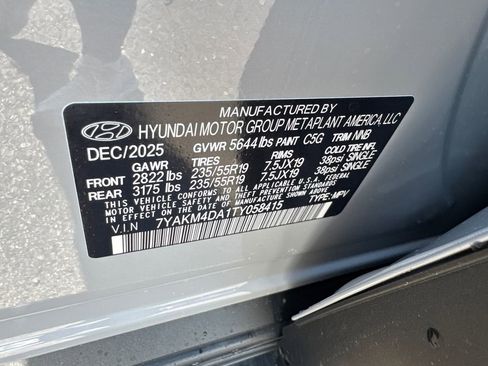 MANUFACTURED BY
HYUNDAI MOTOR GROUP METAPLANT AMERICA, LLC
DEC/2025 GVWR 5644 lbs PAINT C5G TRIM NNB
GAWR TIRES RIMS COLD TIRE NFL
FRONT 2822 lbs 235/55R19 7.5JX19 38psi SINGLE
REAR 3175 lbs 235/55R19 7.5JX19 38psi SINGLE
THIS VEHICLE CONFORMS TO ALL APPLICABLE FEDERAL MOTOR
VEHICLE SAFETY, BUMPER, AND THEFT PREVENTION STANDARDS
IN EFFECT ON THE DATE OF MANUFACTURE SHOWN ABOVE.
V.I.N 7YAKM4DA1TY058415 TYPE:MPV